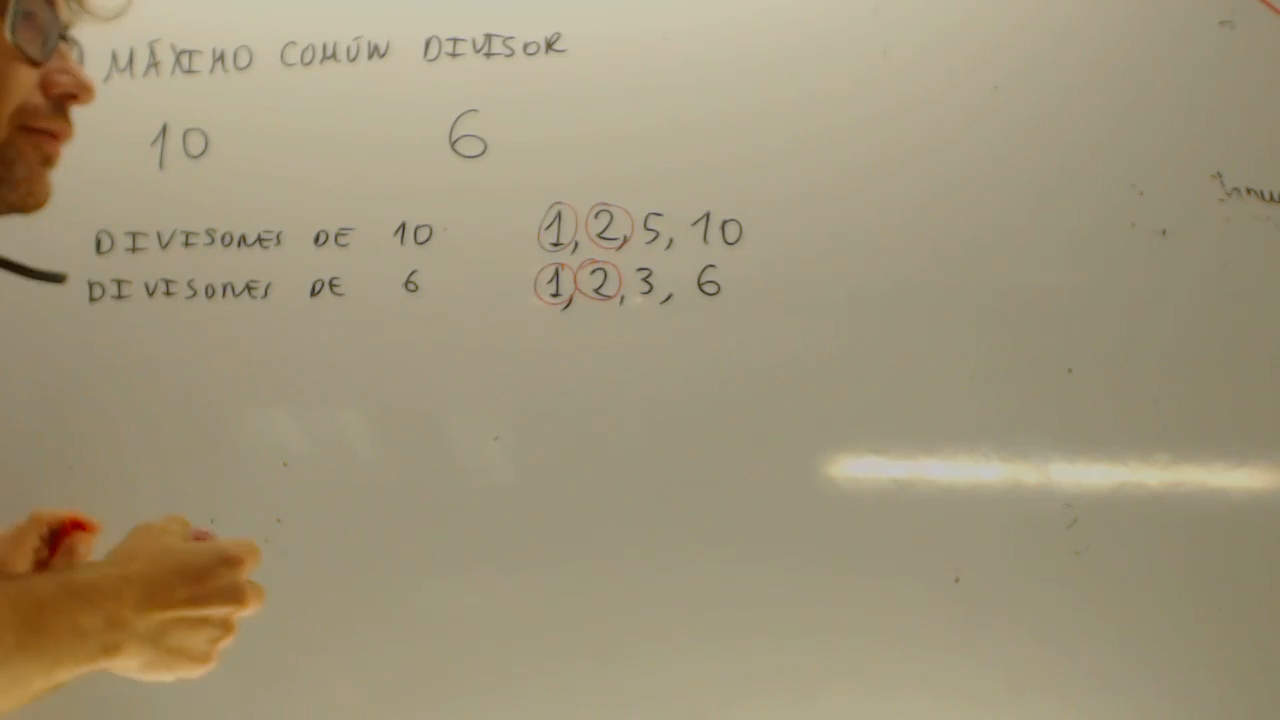 MÁXIMO COMÚN DIVISOR
10 6
DIVISORES DE 10 1, 2, 5, 10
DIVISORES DE 6 1, 2, 3, 6